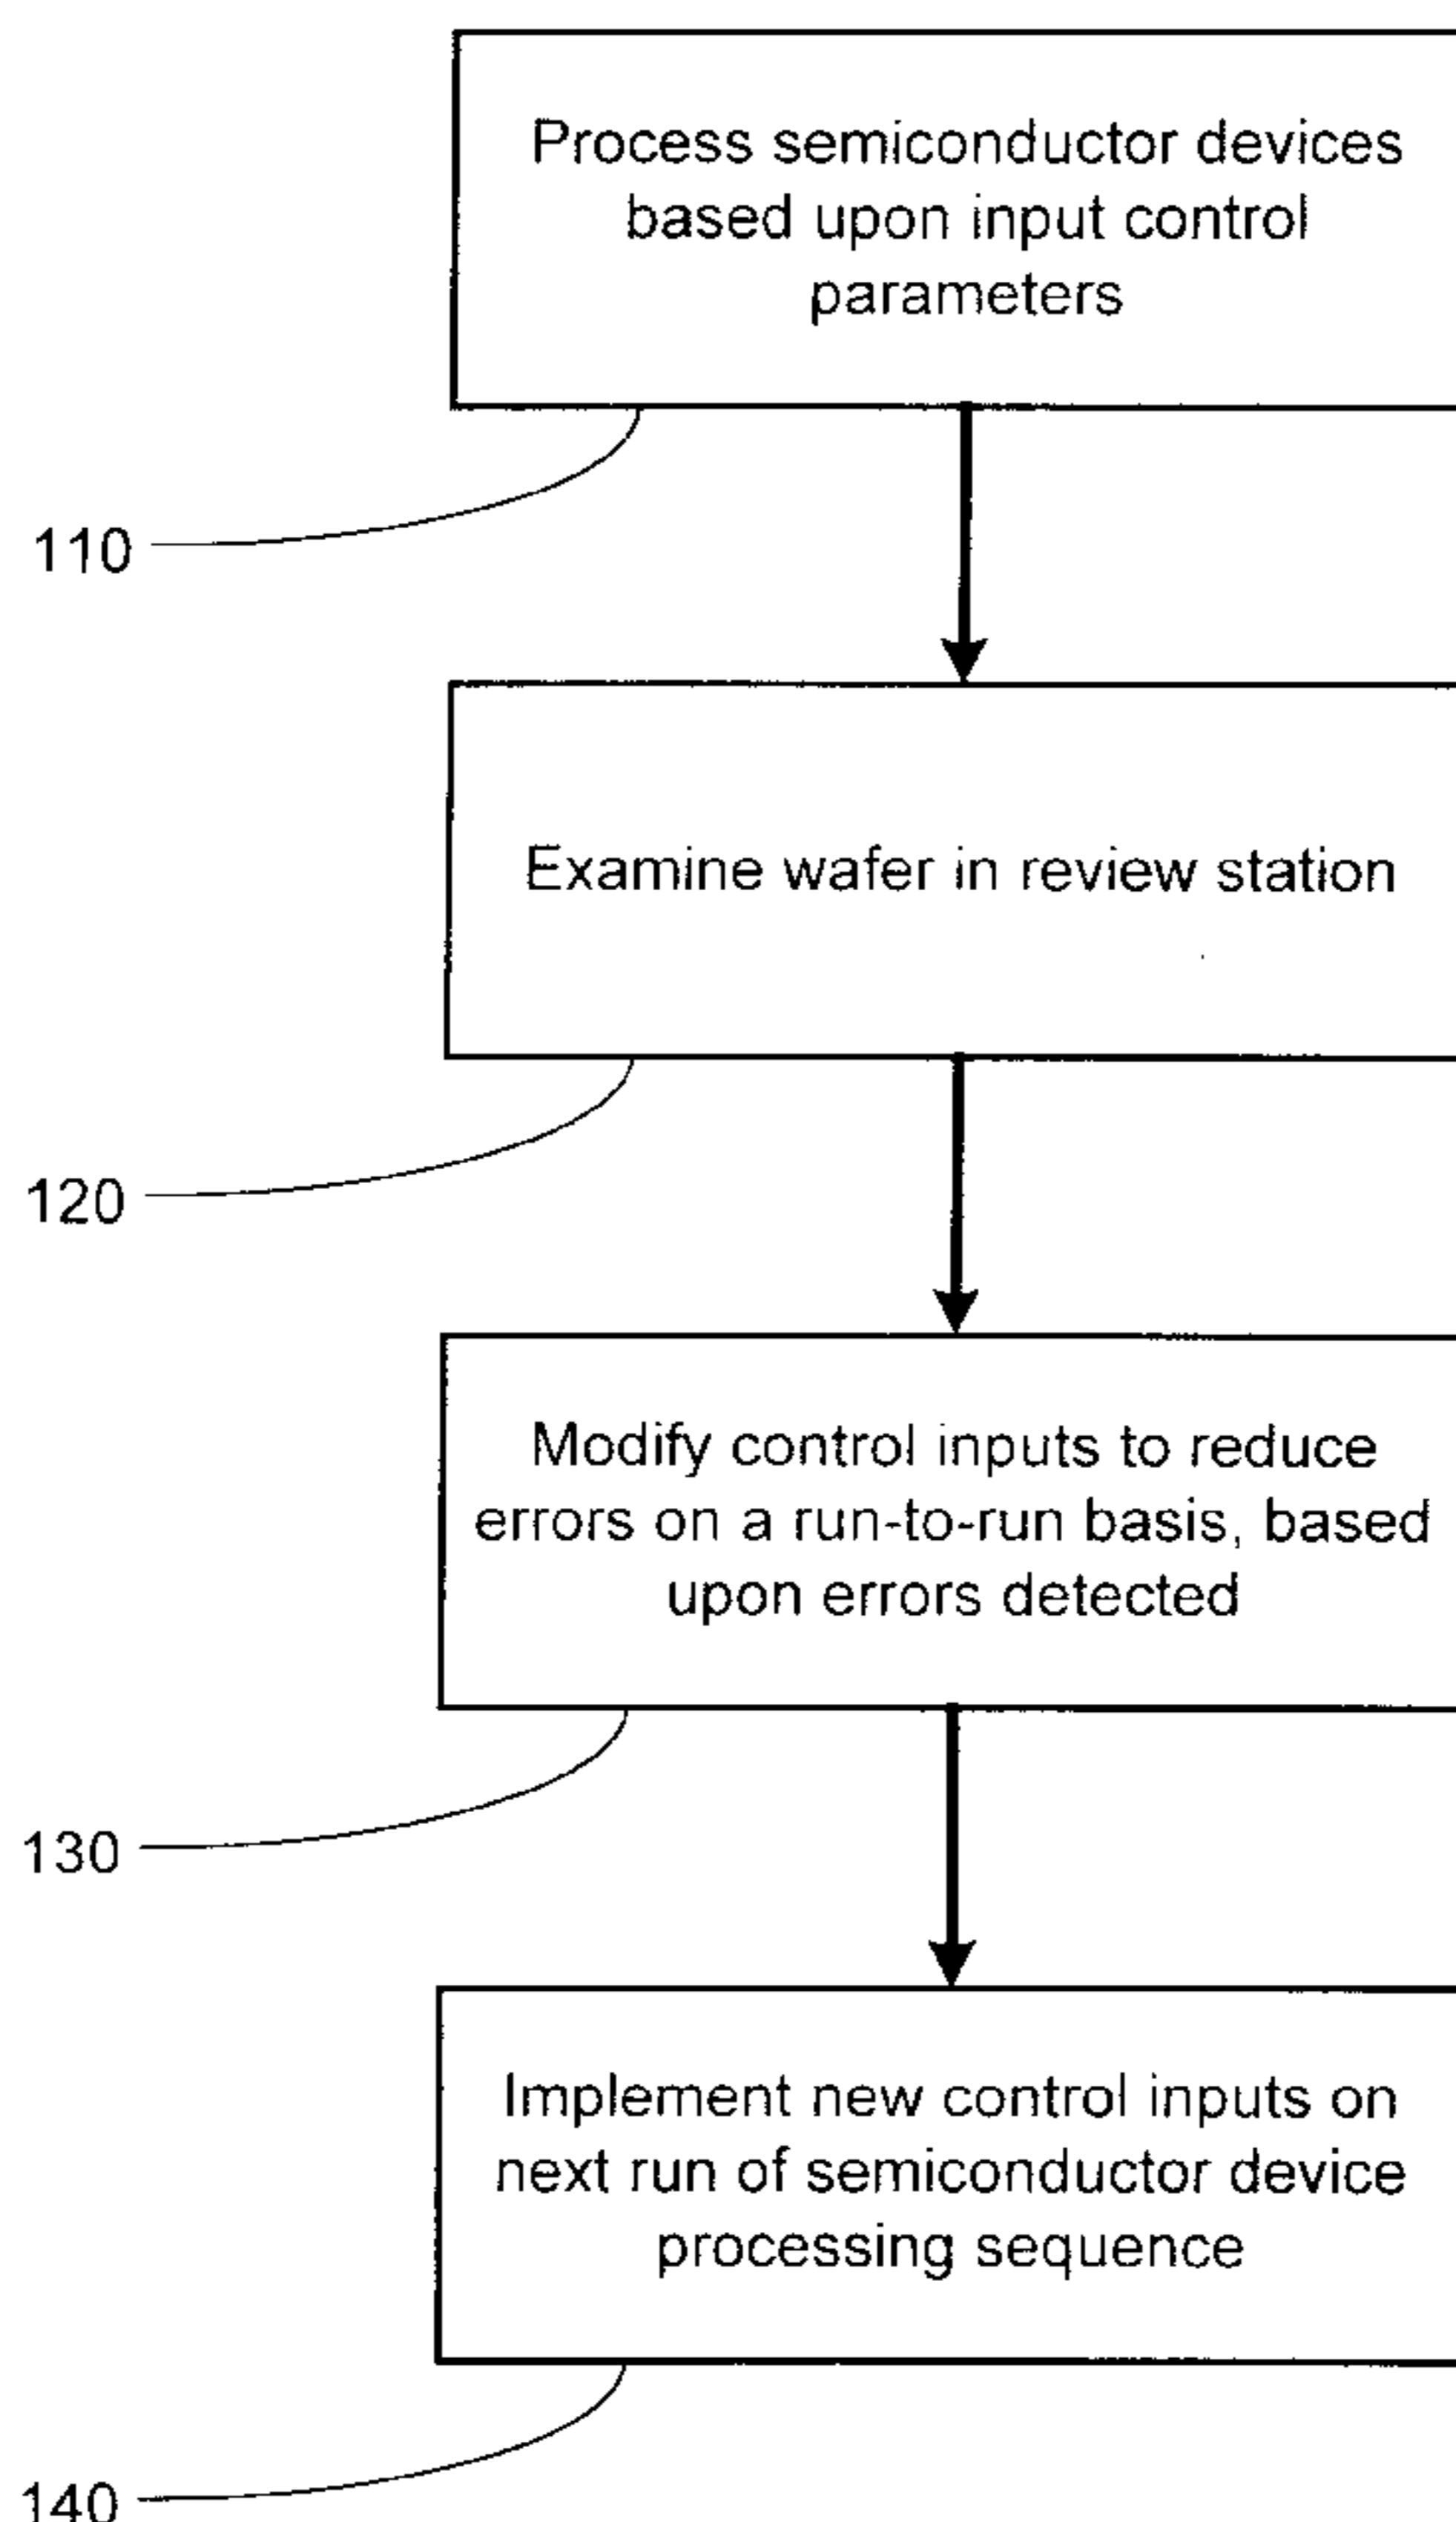 Process semiconductor devices
based upon input control
parameters
110
Examine wafer in review station
120
Modify control inputs to reduce
errors on a run-to-run basis, based
upon errors detected
130
Implement new control inputs on
next run of semiconductor device
processing sequence
140